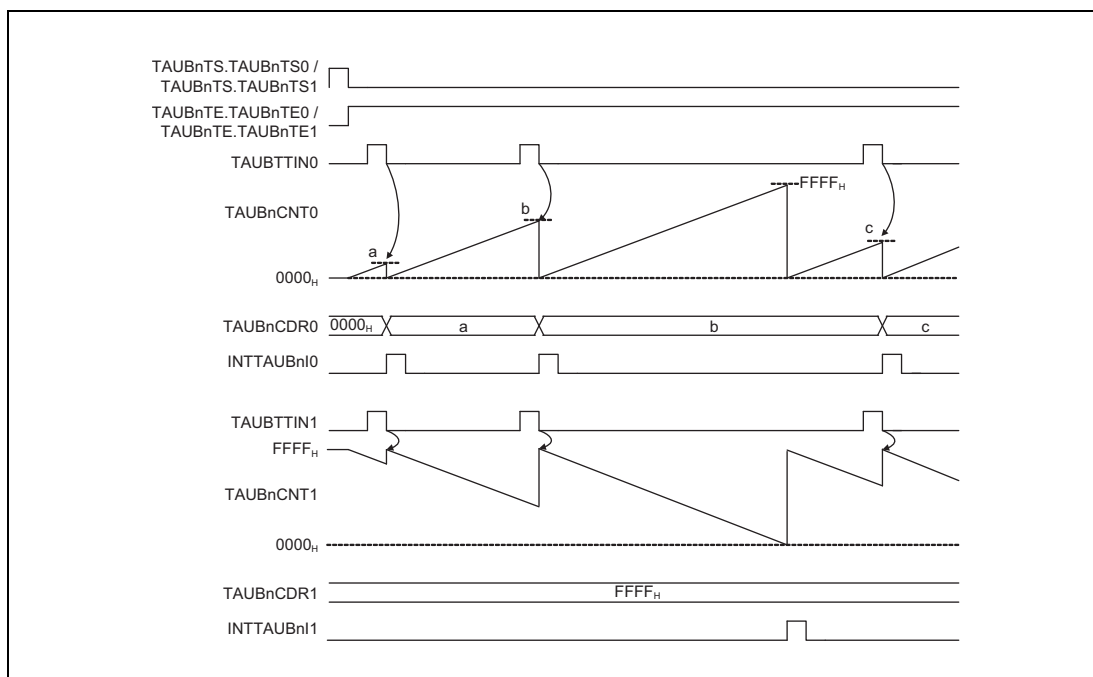 TAUBnTS.TAUBnTS0 /
TAUBnTS.TAUBnTS1
TAUBnTE.TAUBnTE0 /
TAUBnTE.TAUBnTE1
TAUBTTIN0
FFFFH
TAUBnCNT0
a
b
c
0000H
TAUBnCDR0
0000H
a
b
c
INTTAUBnI0
TAUBTTIN1
FFFFH
TAUBnCNT1
0000H
TAUBnCDR1
FFFFH
INTTAUBnI1